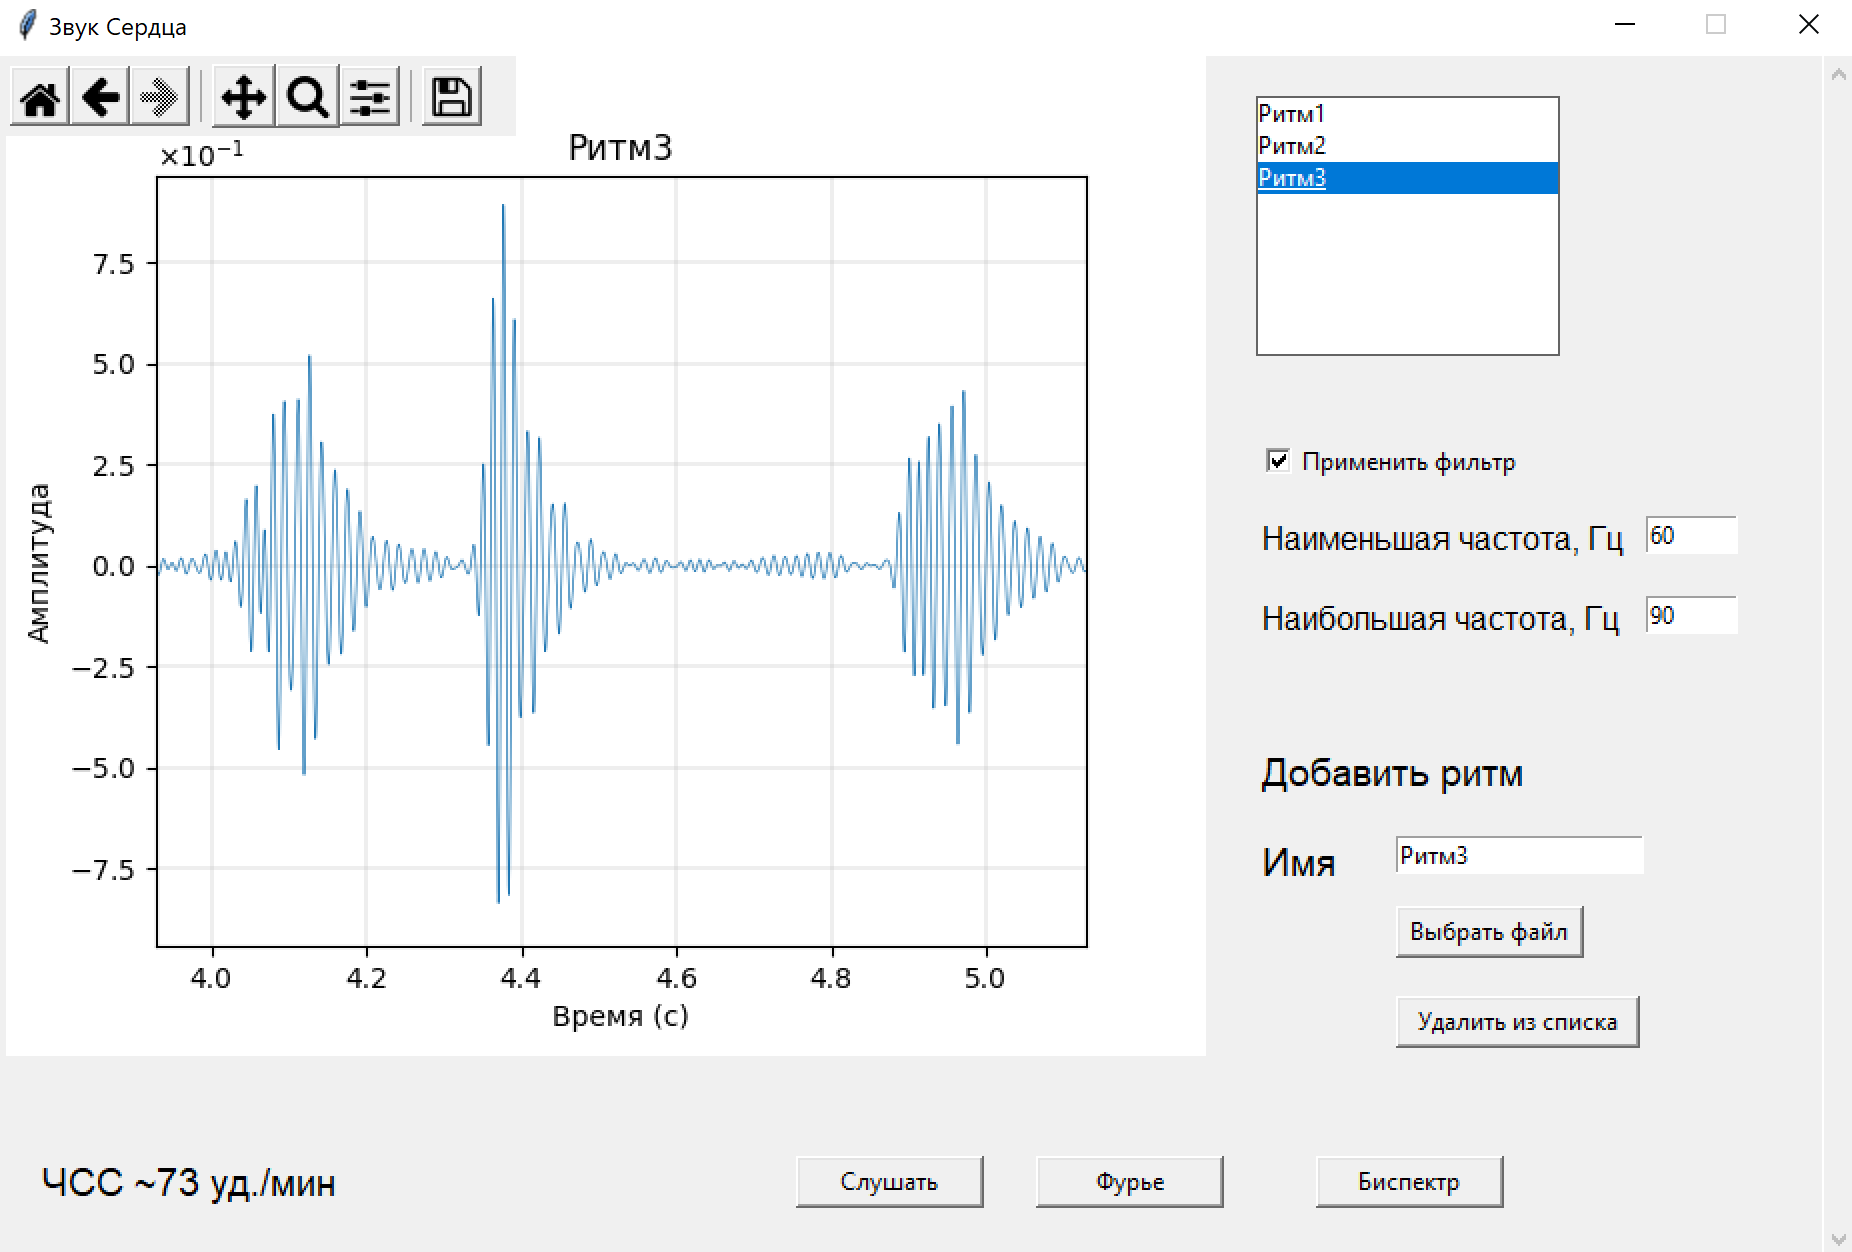 Звук Сердца
×10⁻¹
Ритм3
7.5
5.0
2.5
0.0
−2.5
−5.0
−7.5
Амплитуда
4.0 4.2 4.4 4.6 4.8 5.0
Время (с)
Ритм1
Ритм2
Ритм3
Применить фильтр
Наименьшая частота, Гц 60
Наибольшая частота, Гц 90
Добавить ритм
Имя Ритм3
Выбрать файл
Удалить из списка
ЧСС ~73 уд./мин
Слушать Фурье Биспектр